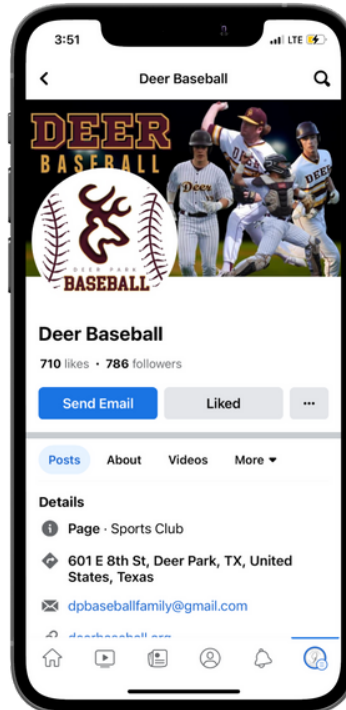 3:51
LTE
Deer Baseball
DEER
BASEBALL
Deer
DEER PARK
BASEBALL
Deer Baseball
710 likes • 786 followers
Send Email
Liked
...
Posts
About
Videos
More
Details
Page · Sports Club
601 E 8th St, Deer Park, TX, United
States, Texas
dpbaseballfamily@gmail.com
deerbaseball.org